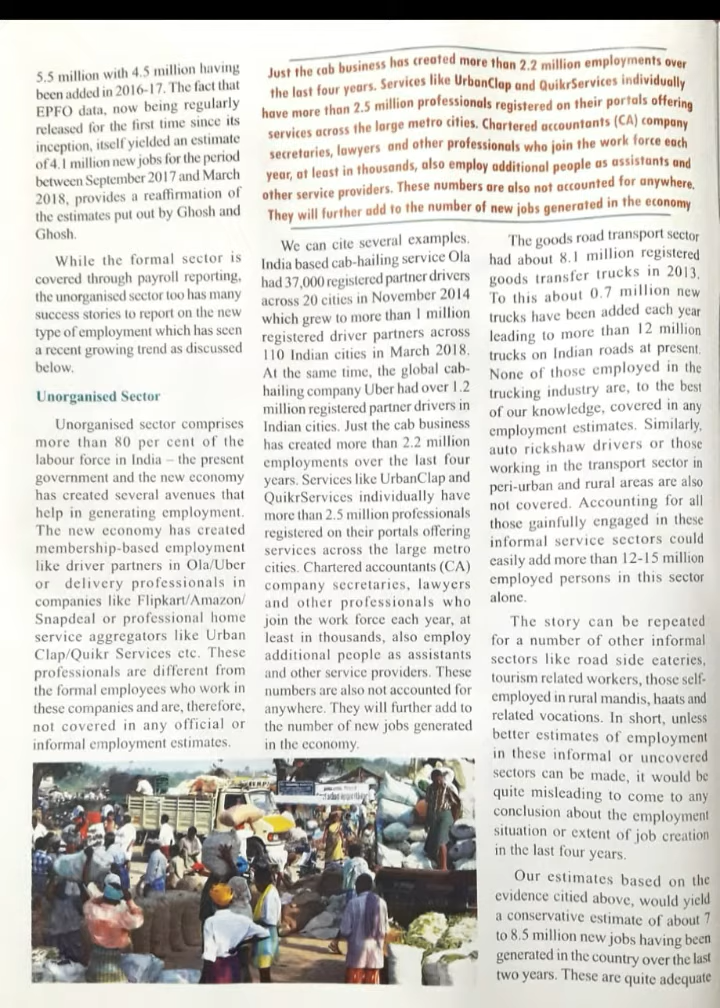 5.5 million with 4.5 million having
been added in 2016-17. The fact that
EPFO data, now being regularly
released for the first time since its
inception, itself yielded an estimate
of 4.1 million new jobs for the period
between September 2017 and March
2018, provides a reaffirmation of
the estimates put out by Ghosh and
Ghosh.
While the formal sector is
covered through payroll reporting,
the unorganised sector too has many
success stories to report on the new
type of employment which has seen
a recent growing trend as discussed
below.
Unorganised Sector
Unorganised sector comprises
more than 80 per cent of the
labour force in India – the present
government and the new economy
has created several avenues that
help in generating employment.
The new economy has created
membership-based employment
like driver partners in Ola/Uber
or delivery professionals in
companies like Flipkart/Amazon/
Snapdeal or professional home
service aggregators like Urban
Clap/Quikr Services etc. These
professionals are different from
the formal employees who work in
these companies and are, therefore,
not covered in any official or
informal employment estimates.
Just the cab business has created more than 2.2 million employments over
the last four years. Services like UrbanClap and QuikrServices individually
have more than 2.5 million professionals registered on their portals offering
services across the large metro cities. Chartered accountants (CA) company
secretaries, lawyers and other professionals who join the work force each
year, at least in thousands, also employ additional people as assistants and
other service providers. These numbers are also not accounted for anywhere.
They will further add to the number of new jobs generated in the economy
We can cite several examples.
India based cab-hailing service Ola
had 37,000 registered partner drivers
across 20 cities in November 2014
which grew to more than 1 million
registered driver partners across
110 Indian cities in March 2018.
At the same time, the global cab-
hailing company Uber had over 1.2
million registered partner drivers in
Indian cities. Just the cab business
has created more than 2.2 million
employments over the last four
years. Services like UrbanClap and
QuikrServices individually have
more than 2.5 million professionals
registered on their portals offering
services across the large metro
cities. Chartered accountants (CA)
company secretaries, lawyers
and other professionals who
join the work force each year, at
least in thousands, also employ
additional people as assistants
and other service providers. These
numbers are also not accounted for
anywhere. They will further add to
the number of new jobs generated
in the economy.
The goods road transport sector
had about 8.1 million registered
goods transfer trucks in 2013.
To this about 0.7 million new
trucks have been added each year
leading to more than 12 million
trucks on Indian roads at present.
None of those employed in the
trucking industry are, to the best
of our knowledge, covered in any
employment estimates. Similarly,
auto rickshaw drivers or those
working in the transport sector in
peri-urban and rural areas are also
not covered. Accounting for all
those gainfully engaged in these
informal service sectors could
easily add more than 12-15 million
employed persons in this sector
alone.
The story can be repeated
for a number of other informal
sectors like road side eateries,
tourism related workers, those self-
employed in rural mandis, haats and
related vocations. In short, unless
better estimates of employment
in these informal or uncovered
sectors can be made, it would be
quite misleading to come to any
conclusion about the employment
situation or extent of job creation
in the last four years.
Our estimates based on the
evidence citied above, would yield
a conservative estimate of about 7
to 8.5 million new jobs having been
generated in the country over the last
two years. These are quite adequate